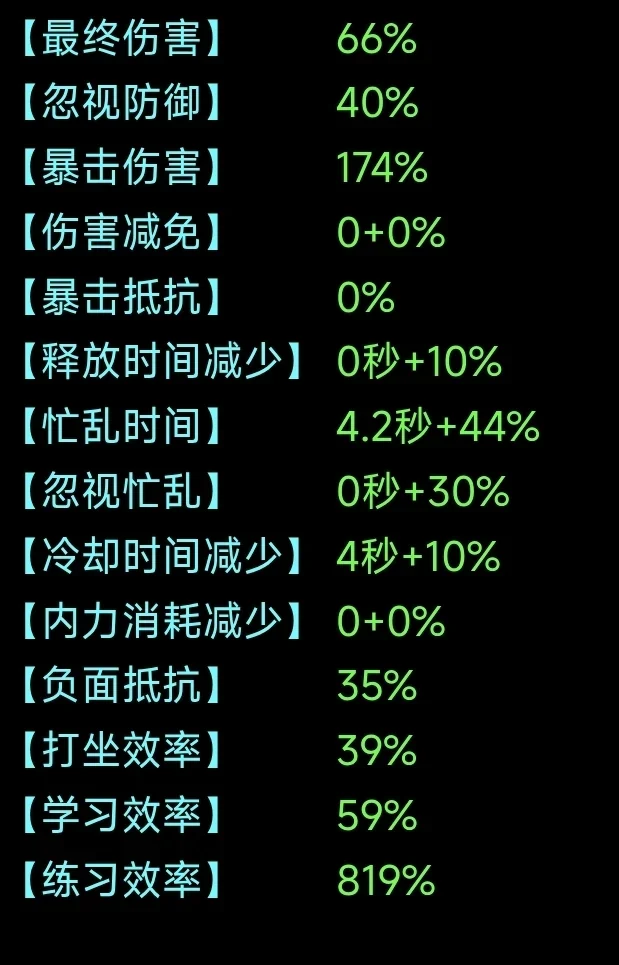 【最终伤害】 66%
【忽视防御】 40%
【暴击伤害】 174%
【伤害减免】 0+0%
【暴击抵抗】 0%
【释放时间减少】 0秒+10%
【忙乱时间】 4.2秒+44%
【忽视忙乱】 0秒+30%
【冷却时间减少】 4秒+10%
【内力消耗减少】 0+0%
【负面抵抗】 35%
【打坐效率】 39%
【学习效率】 59%
【练习效率】 819%